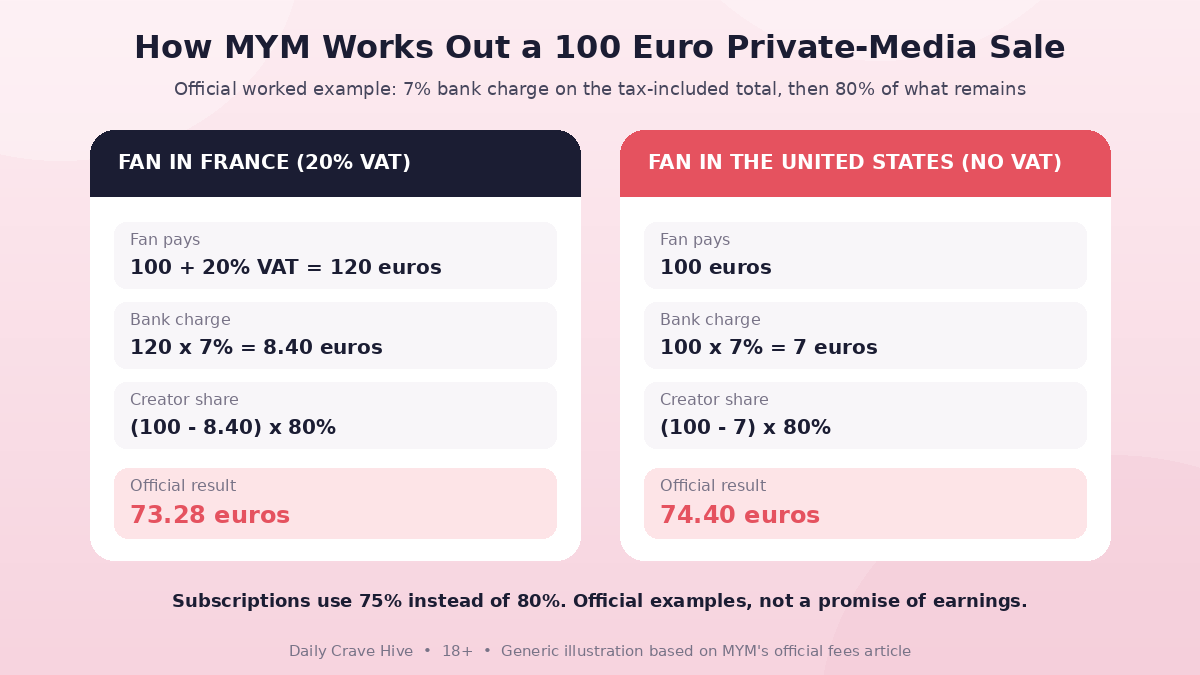 How MYM Works Out a 100 Euro Private-Media Sale
Official worked example: 7% bank charge on the tax-included total, then 80% of what remains
FAN IN FRANCE (20% VAT)
Fan pays
100 + 20% VAT = 120 euros
Bank charge
120 x 7% = 8.40 euros
Creator share
(100 - 8.40) x 80%
Official result
73.28 euros
FAN IN THE UNITED STATES (NO VAT)
Fan pays
100 euros
Bank charge
100 x 7% = 7 euros
Creator share
(100 - 7) x 80%
Official result
74.40 euros
Subscriptions use 75% instead of 80%. Official examples, not a promise of earnings.
Daily Crave Hive • 18+ • Generic illustration based on MYM's official fees article